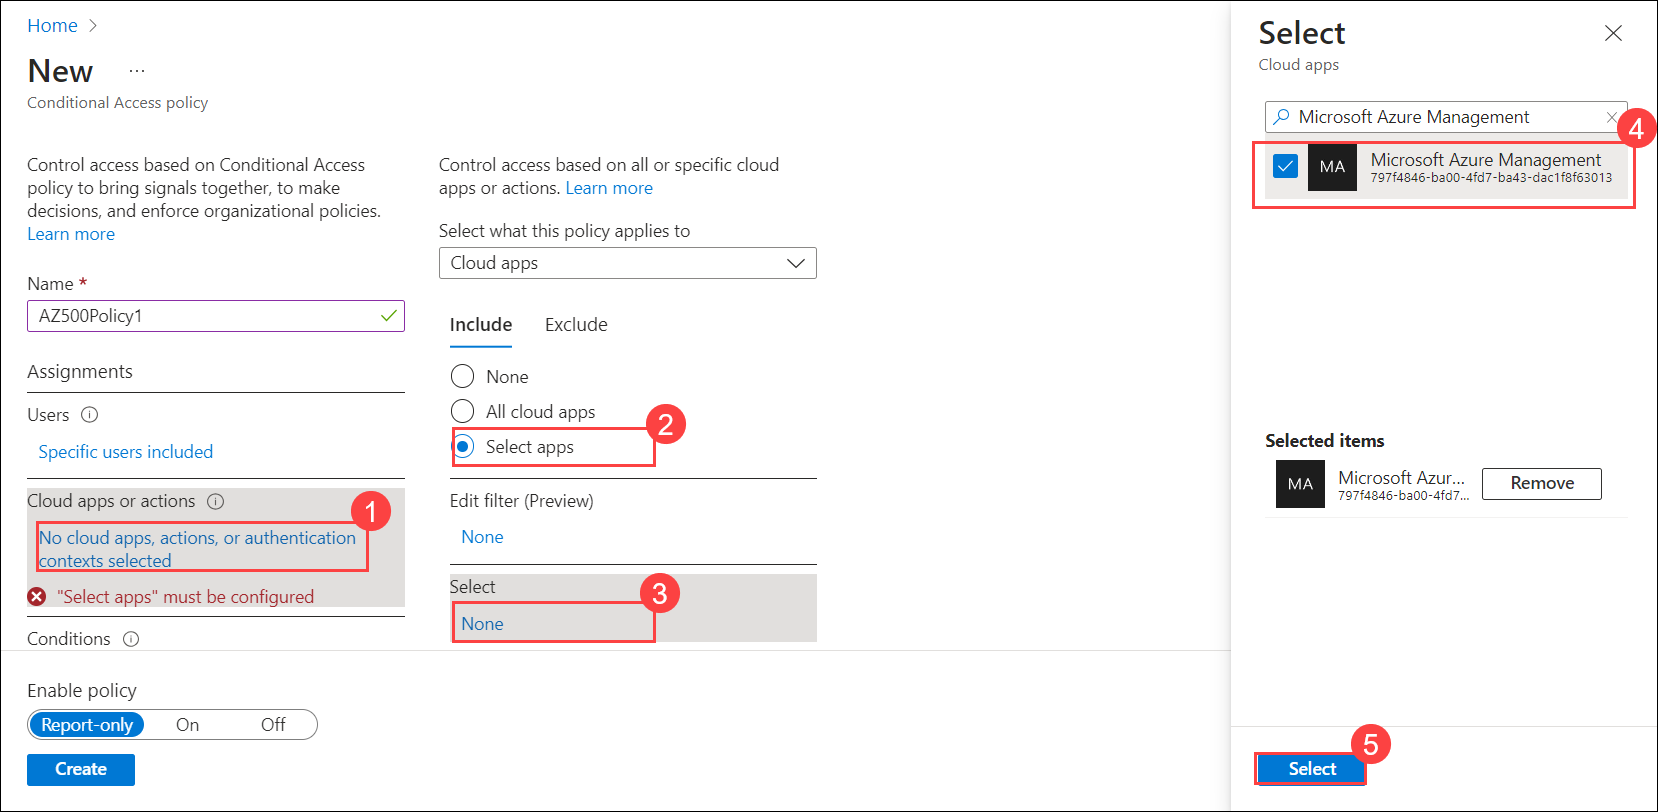 Home
New
...
Conditional Access policy
Control access based on Conditional Access
policy to bring signals together, to make
decisions, and enforce organizational policies.
Learn more
Name *
AZ500Policy1
Assignments
Users
Specific users included
Cloud apps or actions
1
No cloud apps, actions, or authentication
contexts selected
"Select apps" must be configured
Conditions
Enable policy
Report-only On Off
Create
Control access based on all or specific cloud
apps or actions. Learn more
Select what this policy applies to
Cloud apps
Include Exclude
None
All cloud apps
2
Select apps
Edit filter (Preview)
None
Select
3
None
Select
Cloud apps
Microsoft Azure Management
4
MA
Microsoft Azure Management
797f4846-ba00-4fd7-ba43-dac1f8f63013
Selected items
MA
Microsoft Azur...
797f4846-ba00-4fd7...
Remove
5
Select